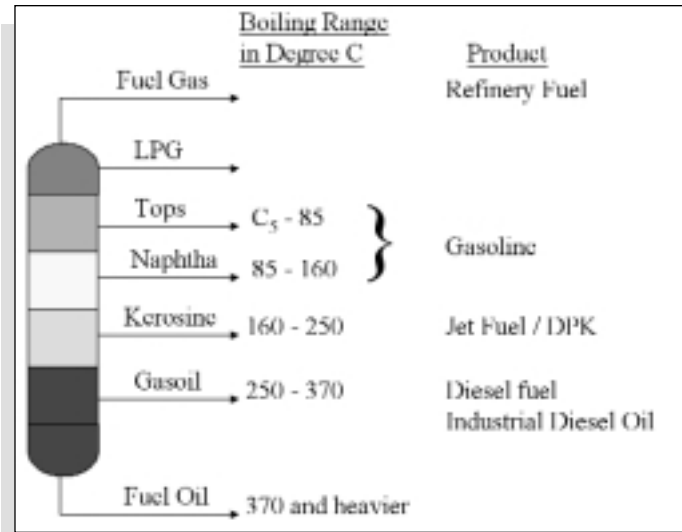 Boiling Range
in Degree C
Product
Fuel Gas
Refinery Fuel
LPG
Tops
C₅ - 85
Gasoline
Naphtha
85 - 160
Kerosine
160 - 250
Jet Fuel / DPK
Gasoil
250 - 370
Diesel fuel
Industrial Diesel Oil
Fuel Oil
370 and heavier